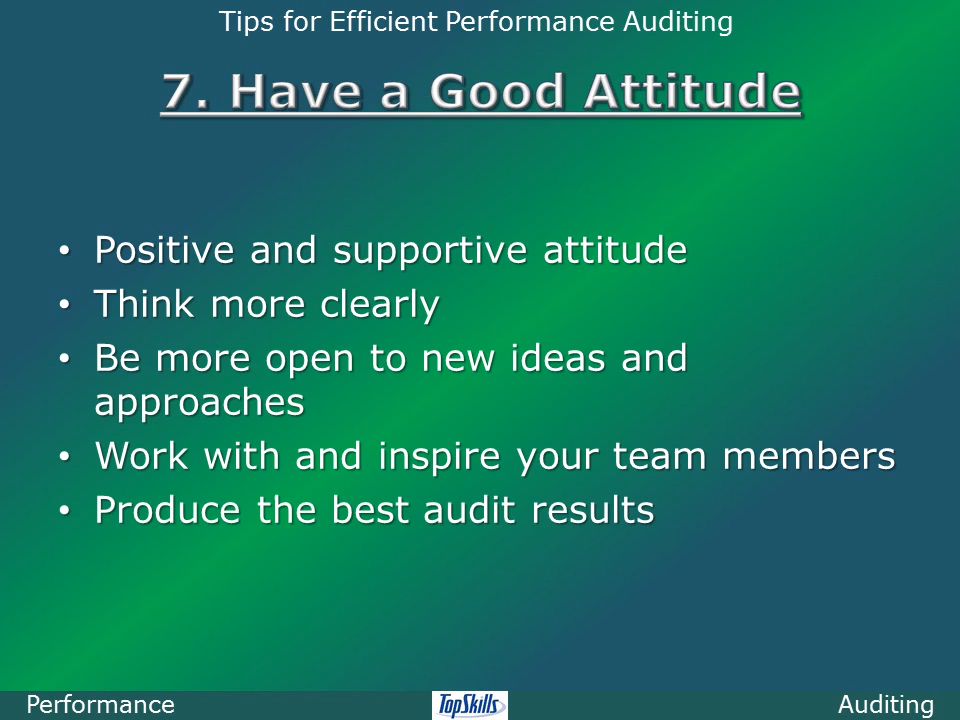 Tips for Efficient Performance Auditing
7. Have a Good Attitude
• Positive and supportive attitude
• Think more clearly
• Be more open to new ideas and
approaches
• Work with and inspire your team members
• Produce the best audit results
Performance
TopSkills
Auditing